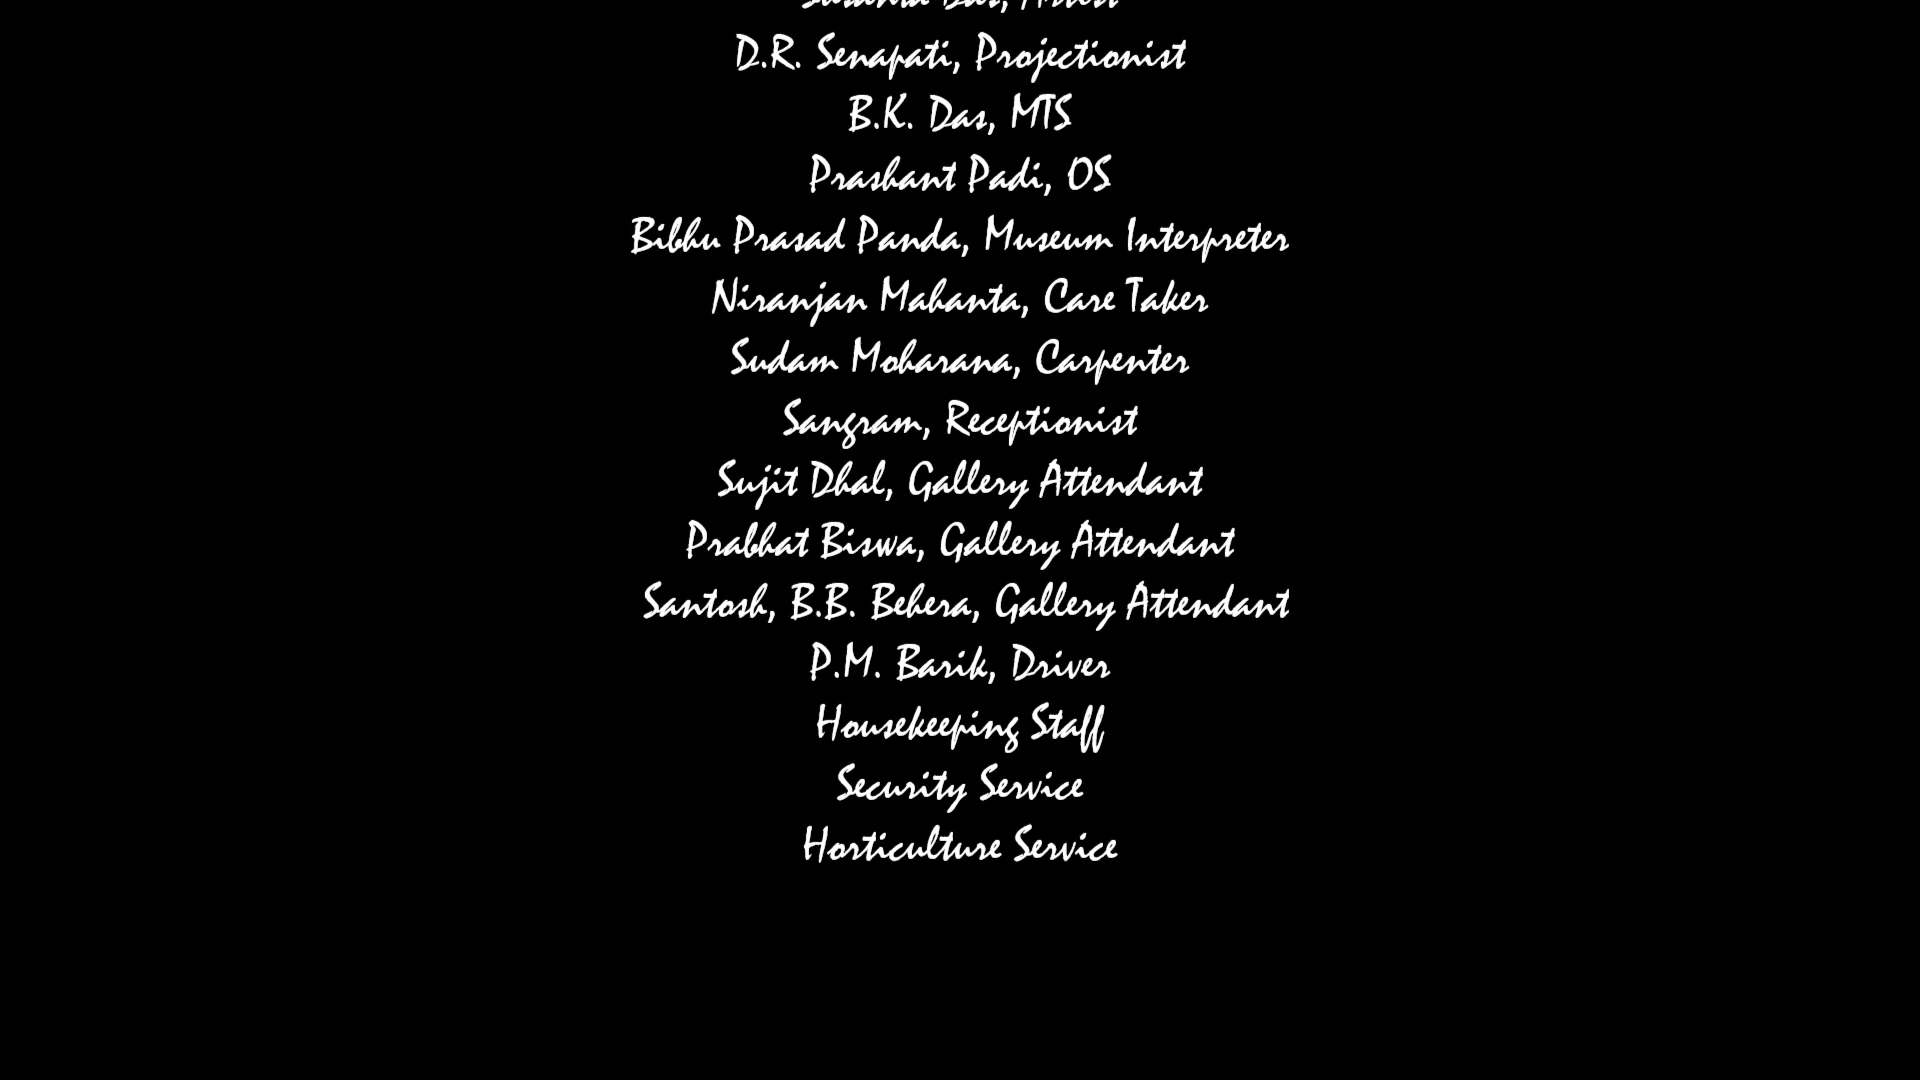 D.R. Senapati, Projectionist
B.K. Das, MTS
Prashant Padi, OS
Bibhu Prasad Panda, Museum Interpreter
Niranjan Mahanta, Care Taker
Sudam Moharana, Carpenter
Sangram, Receptionist
Sujit Dhal, Gallery Attendant
Prabhat Biswa, Gallery Attendant
Santosh, B.B. Behera, Gallery Attendant
P.M. Barik, Driver
Housekeeping Staff
Security Service
Horticulture Service